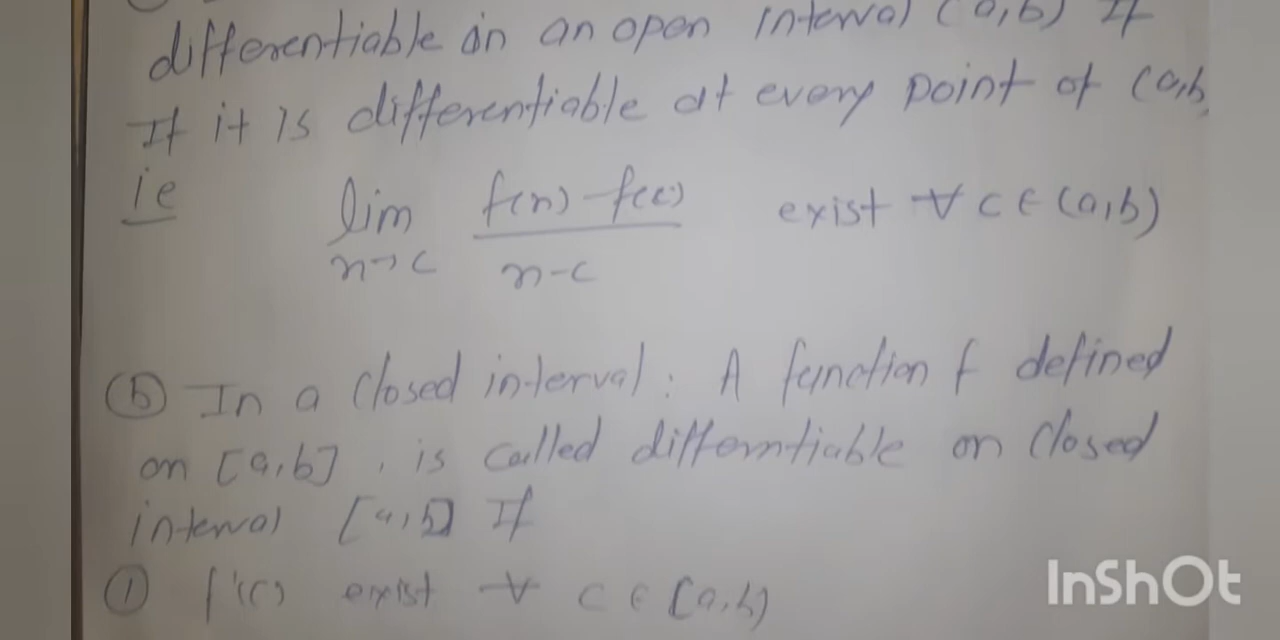 differentiable in an open interval (a,b) If
If it is differentiable at every point of (a,b
ie lim f(x)-f(c) exist ∀ c ∈ (a,b)
x→c x-c
(b) In a closed interval: A function f defined
on [a,b], is called differntiable on closed
interval [a,b] If
① f'(c) exist ∀ c ∈ [a,b)
InShOt